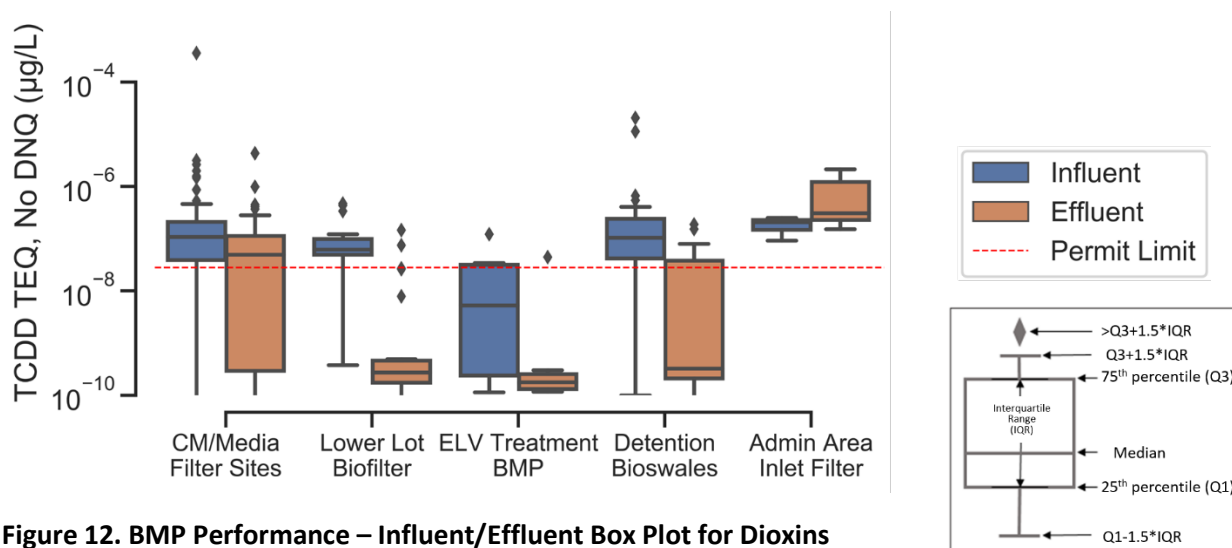 TCDD TEQ, No DNQ (µg/L)
10⁻⁴
10⁻⁶
10⁻⁸
10⁻¹⁰
CM/Media
Filter Sites
Lower Lot
Biofilter
ELV Treatment
BMP
Detention
Bioswales
Admin Area
Inlet Filter
Influent
Effluent
Permit Limit
>Q3+1.5*IQR
Q3+1.5*IQR
75th percentile (Q3)
Interquartile
Range
(IQR)
Median
25th percentile (Q1)
Q1-1.5*IQR
Figure 12. BMP Performance – Influent/Effluent Box Plot for Dioxins